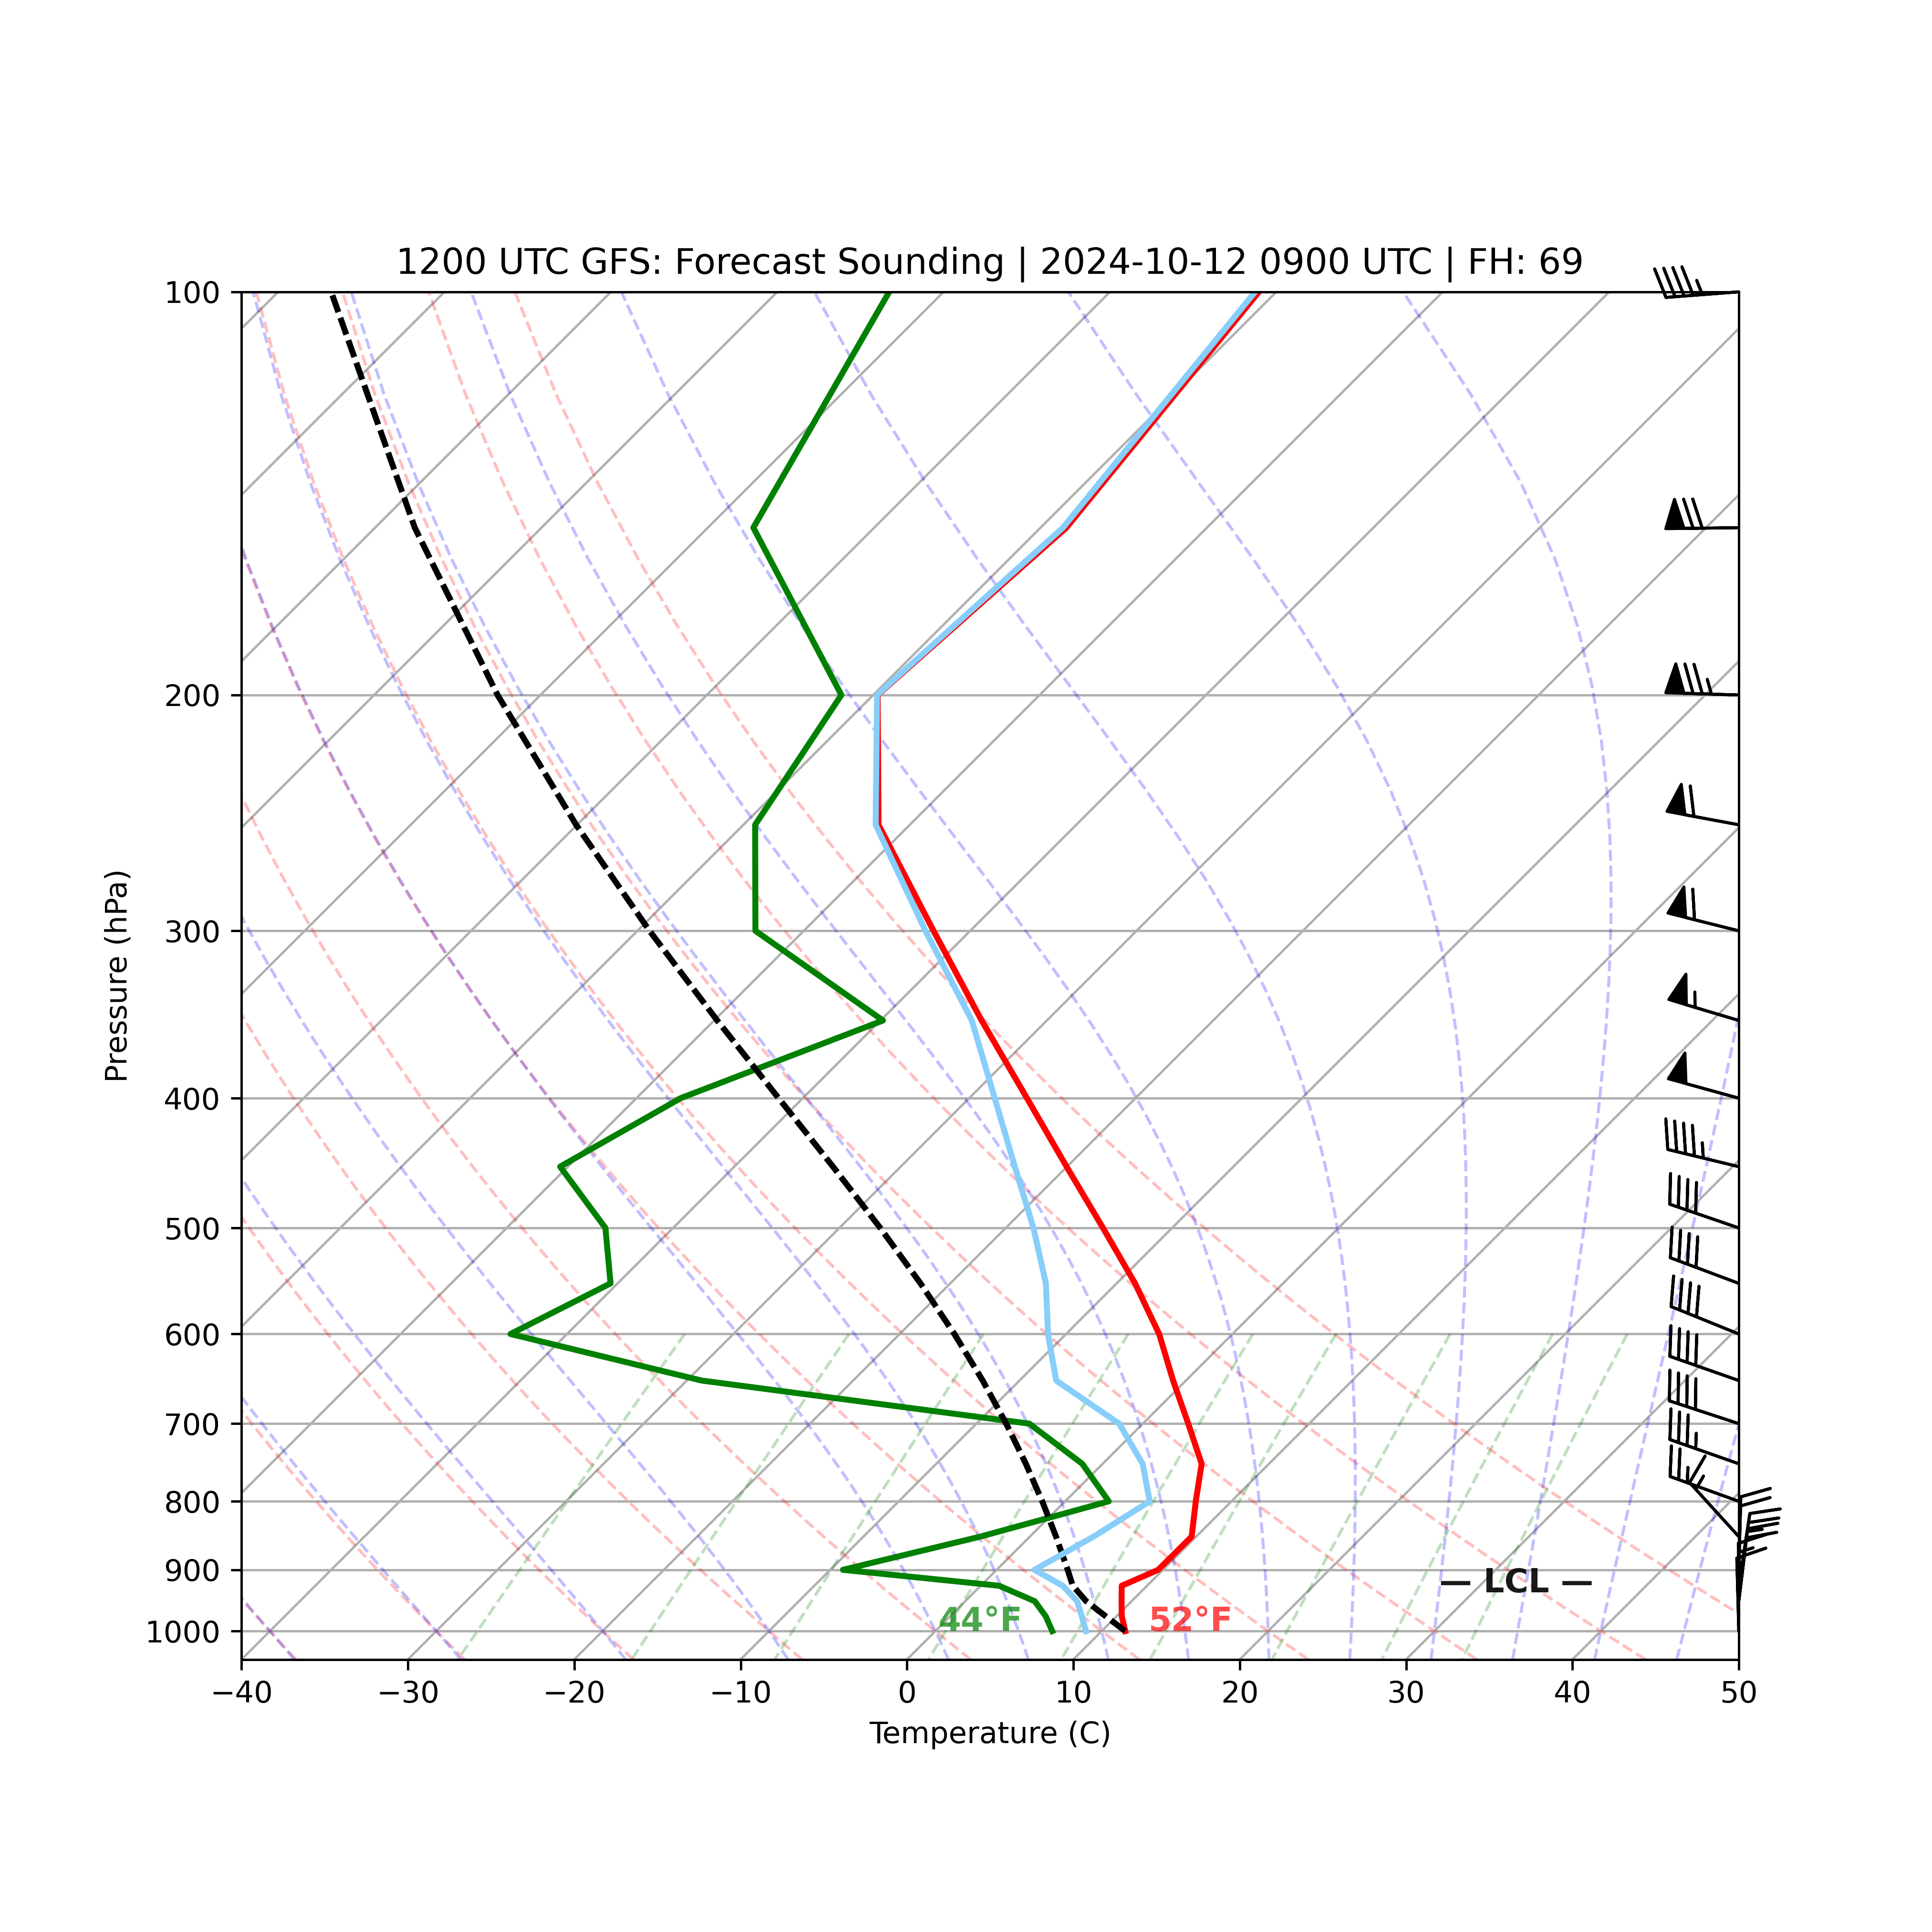 1200 UTC GFS: Forecast Sounding | 2024-10-12 0900 UTC | FH: 69
100
200
300
400
500
600
700
800
900
1000
Pressure (hPa)
— LCL —
44°F
52°F
−40 −30 −20 −10 0 10 20 30 40 50
Temperature (C)